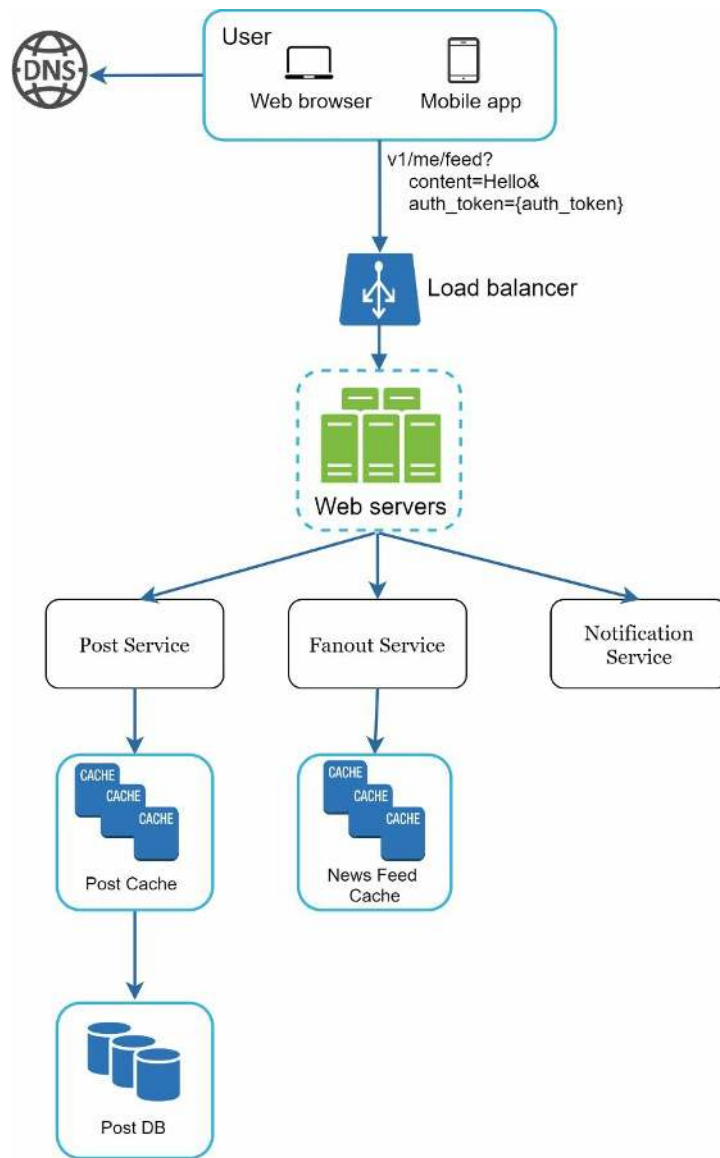 User
DNS
Web browser
Mobile app
v1/me/feed?
content=Hello&
auth_token={auth_token}
Load balancer
Web servers
Post Service
Fanout Service
Notification
Service
CACHE
CACHE
CACHE
Post Cache
CACHE
CACHE
CACHE
News Feed
Cache
Post DB